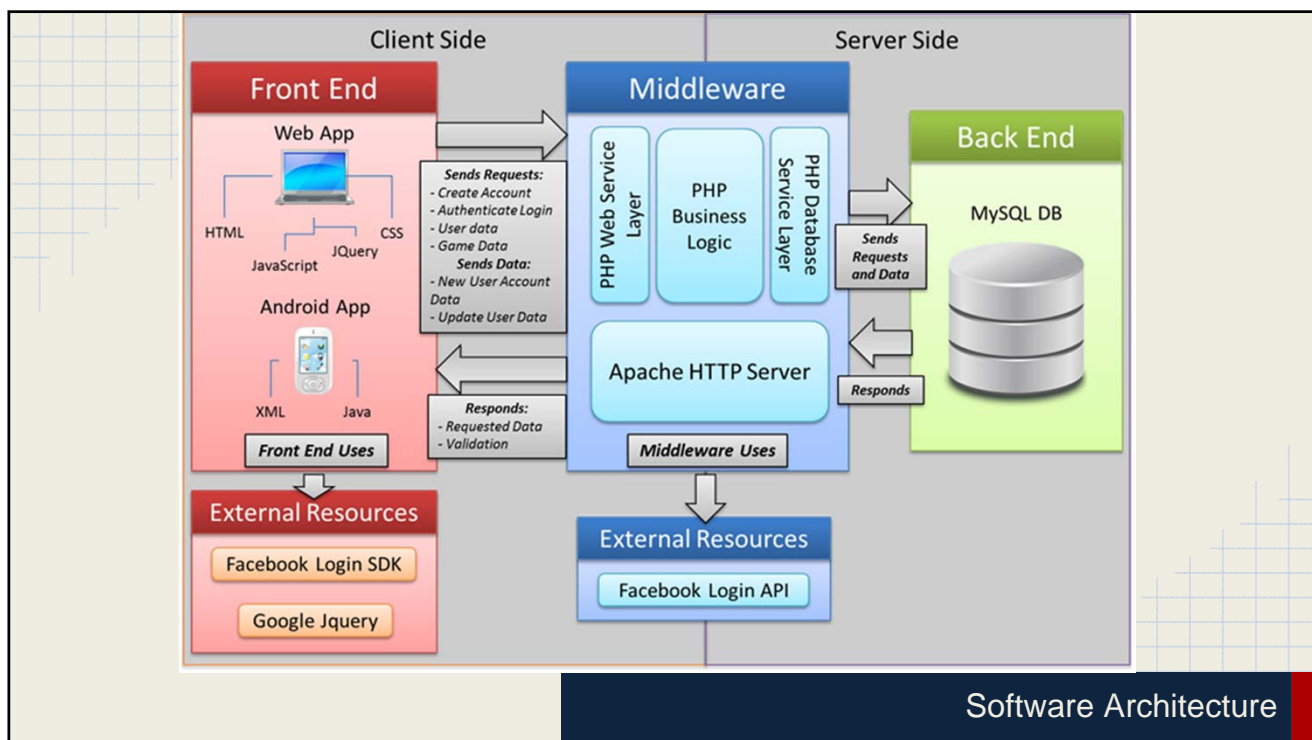 Client Side
Server Side
Front End
Web App
HTML
JavaScript
JQuery
CSS
Android App
XML
Java
Front End Uses
External Resources
Facebook Login SDK
Google Jquery
Sends Requests:
- Create Account
- Authenticate Login
- User data
- Game Data
Sends Data:
- New User Account
Data
- Update User Data
Responds:
- Requested Data
- Validation
Middleware
PHP Web Service
Layer
PHP
Business
Logic
PHP Database
Service Layer
Apache HTTP Server
Middleware Uses
External Resources
Facebook Login API
Sends
Requests
and Data
Responds
Back End
MySQL DB
Software Architecture